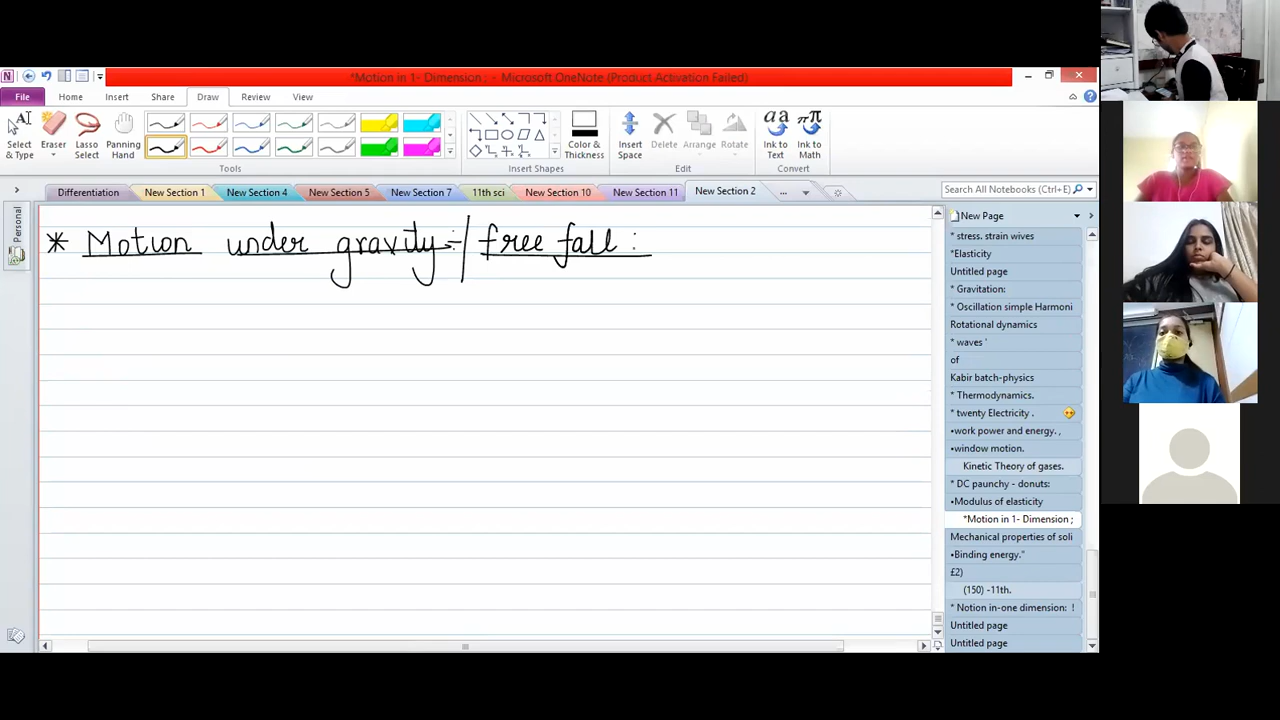 *Motion in 1- Dimension ; - Microsoft OneNote (Product Activation Failed)
File Home Insert Share Draw Review View
Select & Type
Eraser
Lasso Select
Panning Hand
Color & Thickness
Insert Space
Delete
Arrange
Rotate
Ink to Text
Ink to Math
Tools
Insert Shapes
Edit
Convert
Differentiation New Section 1 New Section 4 New Section 5 New Section 7 11th sci New Section 10 New Section 11 New Section 2 ... Search All Notebooks (Ctrl+E)
Personal
* Motion under gravity:-/ free fall :
New Page
* stress. strain wives
*Elasticity
Untitled page
* Gravitation:
* Oscillation simple Harmoni
Rotational dynamics
* waves '
of
Kabir batch-physics
* Thermodynamics.
* twenty Electricity .
•work power and energy. ,
•window motion.
Kinetic Theory of gases.
* DC paunchy - donuts:
•Modulus of elasticity
*Motion in 1- Dimension ;
Mechanical properties of soli
•Binding energy."
£2)
(150) -11th.
* Notion in-one dimension: !
Untitled page
Untitled page